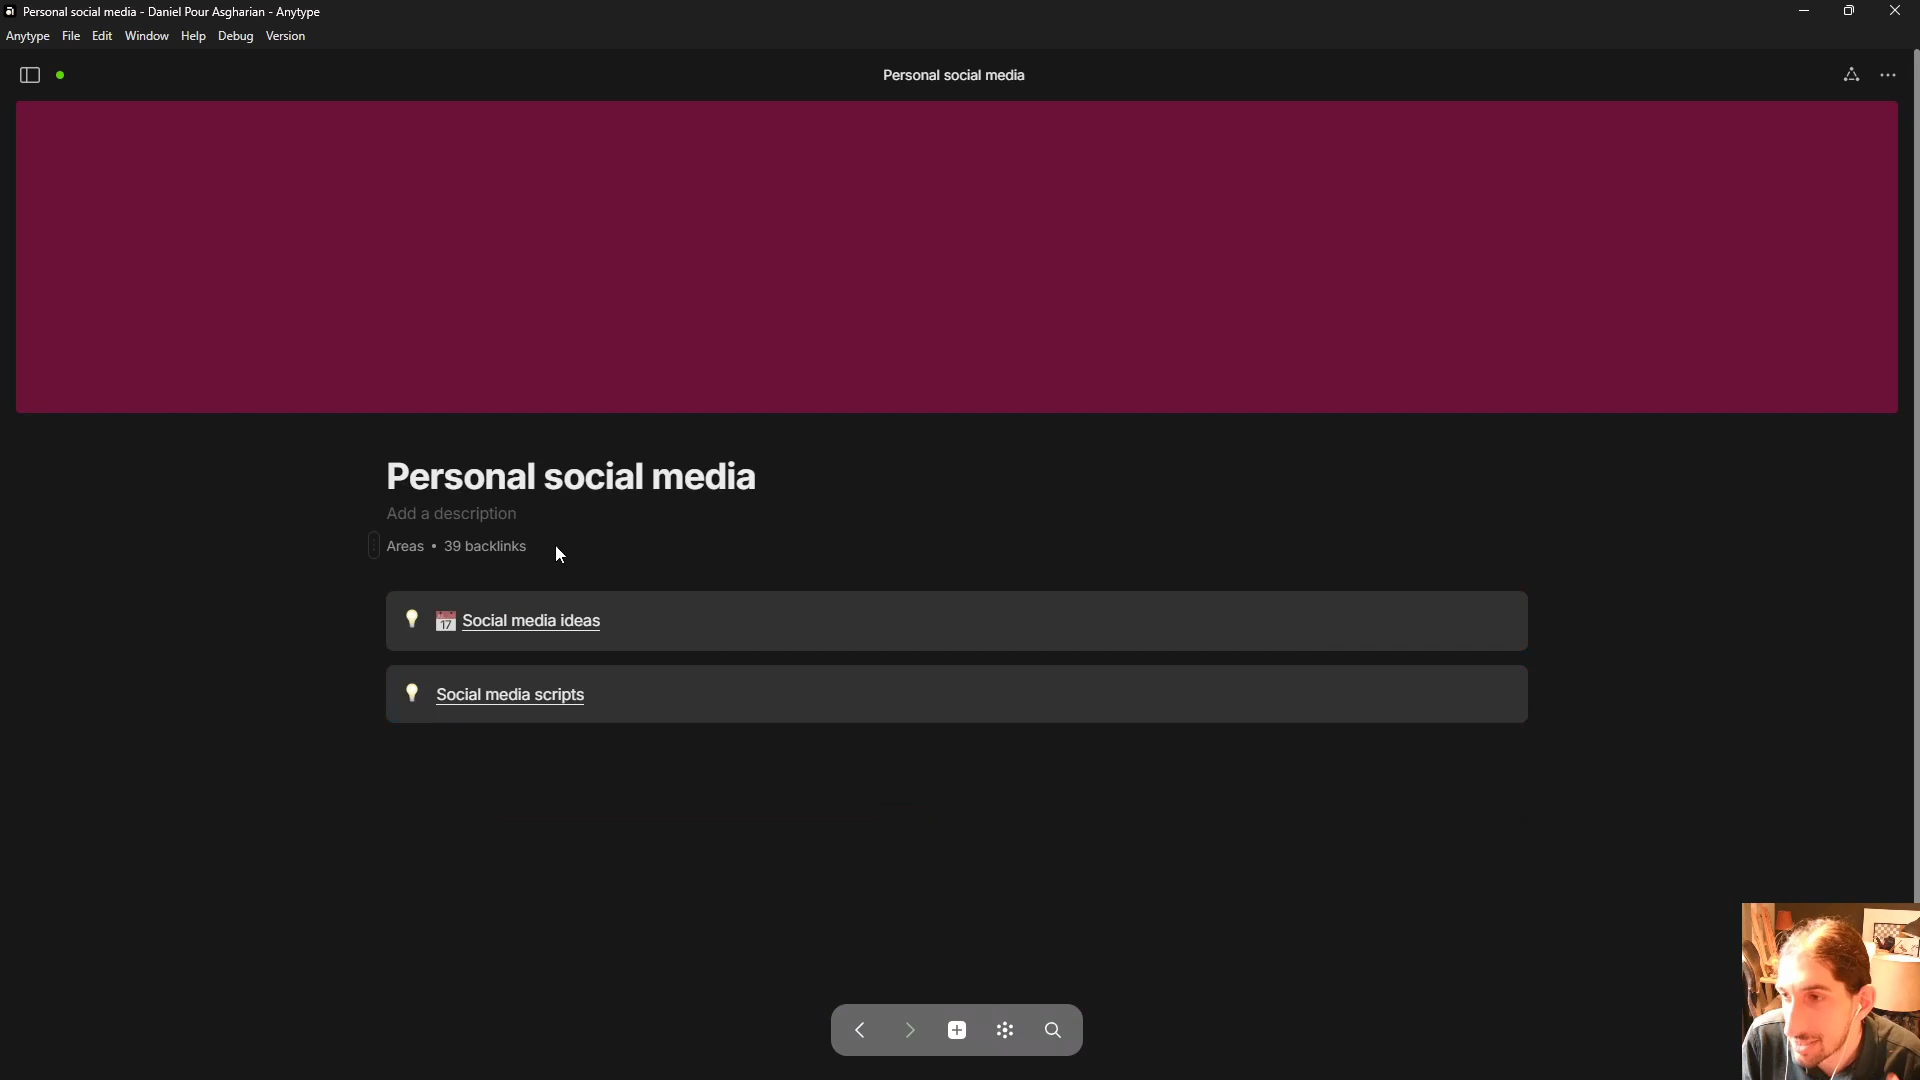 Personal social media - Daniel Pour Asgharian - Anytype
Anytype File Edit Window Help Debug Version
Personal social media
Personal social media
Add a description
Areas • 39 backlinks
17 Social media ideas
Social media scripts